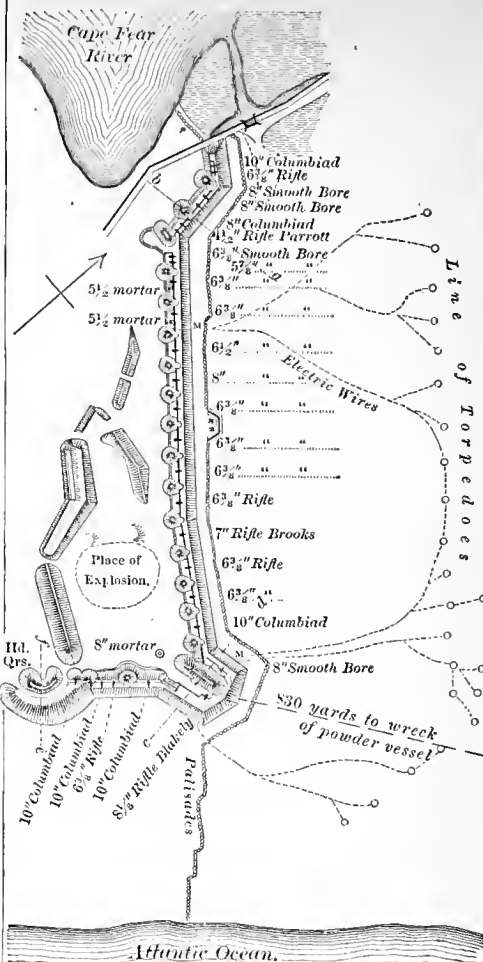 Cape Fear
River
10" Columbiad
6⅜" Rifle
8" Smooth Bore
8" Smooth Bore
8" Columbiad
4½" Rifle Parrott
6⅜" Smooth Bore
5⅞" " "
6⅜" " "
5½ mortar
6⅜" " "
5½ mortar
M
6½" " "
Electric Wires
8" " "
6⅜" " "
6⅜" " "
6⅜" " "
6⅜" Rifle
7" Rifle Brooks
6⅜" Rifle
6⅜" d.
10" Columbiad
Line of Torpedoes
Place of
Explosion.
Hd.
Qrs.
8" mortar
M
8" Smooth Bore
830 yards to wreck
of powder vessel
10" Columbiad
10" Columbiad
6⅜" Rifle
10" Columbiad
c
8⅛" Rifle Blakely
Palisades
Atlantic Ocean.